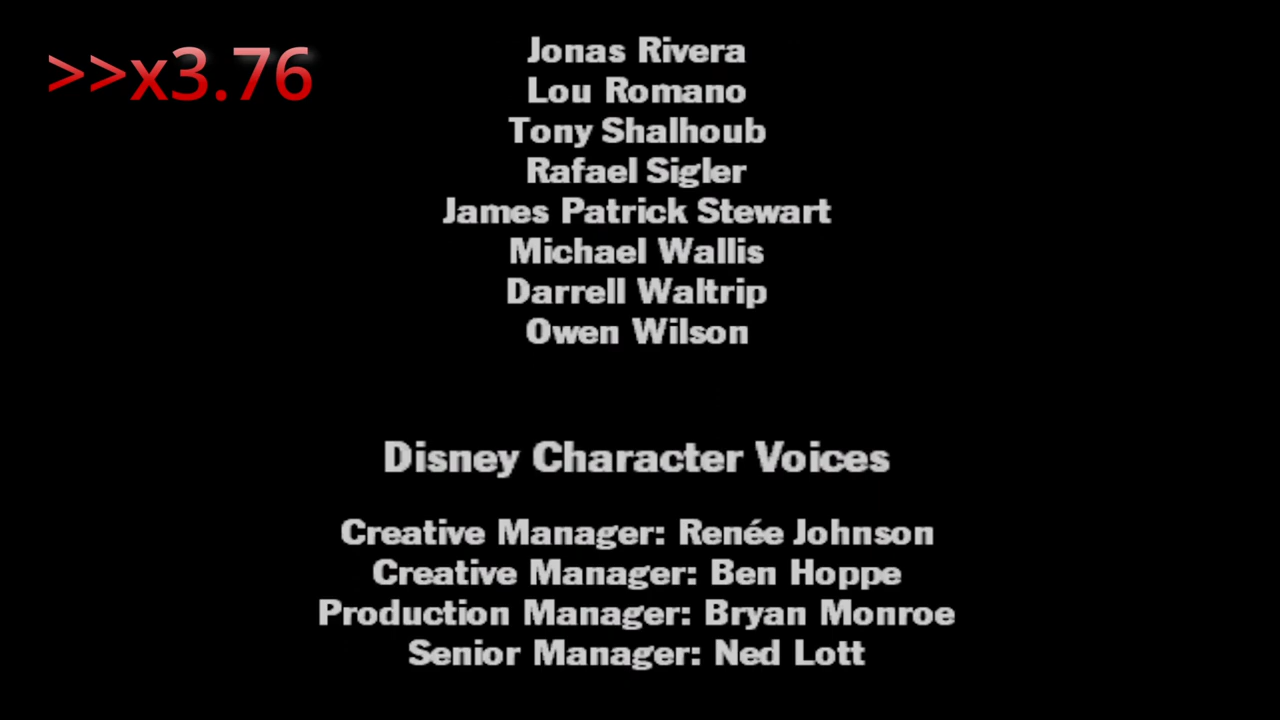 >>x3.76
Jonas Rivera
Lou Romano
Tony Shalhoub
Rafael Sigler
James Patrick Stewart
Michael Wallis
Darrell Waltrip
Owen Wilson
Disney Character Voices
Creative Manager: Renée Johnson
Creative Manager: Ben Hoppe
Production Manager: Bryan Monroe
Senior Manager: Ned Lott